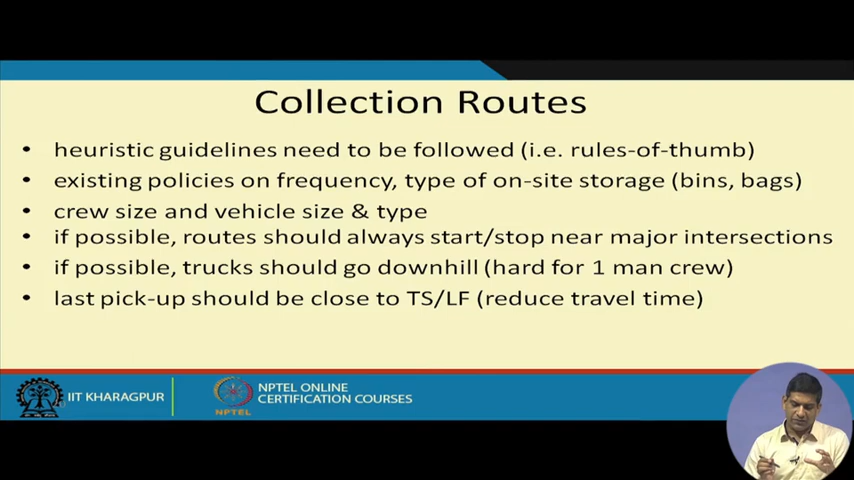 Collection Routes
• heuristic guidelines need to be followed (i.e. rules-of-thumb)
• existing policies on frequency, type of on-site storage (bins, bags)
• crew size and vehicle size & type
• if possible, routes should always start/stop near major intersections
• if possible, trucks should go downhill (hard for 1 man crew)
• last pick-up should be close to TS/LF (reduce travel time)
IIT KHARAGPUR
NPTEL
NPTEL ONLINE
CERTIFICATION COURSES